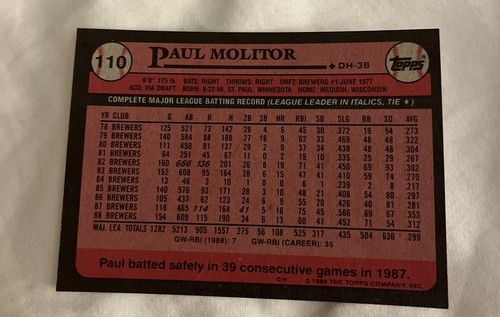 110
PAUL MOLITOR
DH-3B
Topps
6'0" 175 lb. BATS: RIGHT THROWS: RIGHT DRFT: BREWERS #1-JUNE 1977
ACQ: VIA DRAFT BORN: 8-22-56, ST. PAUL, MINNESOTA HOME: MEQUON, WISCONSIN
COMPLETE MAJOR LEAGUE BATTING RECORD (LEAGUE LEADER IN ITALICS, TIE ♦)
YR CLUB G AB R H 2B 3B HR RBI SB SLG BB SO AVG
78 BREWERS 125 521 73 142 26 4 6 45 30 .372 19 54 .273
79 BREWERS 140 584 88 188 27 16 9 62 33 .469 48 48 .322
80 BREWERS 111 450 81 137 29 2 9 37 34 .438 48 48 .304
81 BREWERS 64 251 45 67 11 0 2 19 10 .335 25 29 .267
82 BREWERS 160 666 136 201 26 8 19 71 41 .450 69 93 .302
83 BREWERS 152 608 95 164 28 6 15 47 41 .410 59 74 .270
84 BREWERS 13 46 3 10 1 0 0 6 1 .239 2 8 .217
85 BREWERS 140 576 93 171 28 3 10 48 21 .408 54 80 .297
86 BREWERS 105 437 62 123 24 6 9 55 20 .426 40 81 .281
87 BREWERS 118 465 114 164 41 5 16 75 45 .566 69 67 .353
88 BREWERS 154 609 115 190 34 6 13 60 41 .452 71 54 .312
MAJ. LEA. TOTALS 1282 5213 905 1557 275 56 108 525 317 .435 504 636 .299
GW-RBI (1988): 7 GW-RBI (CAREER): 35
Paul batted safely in 39 consecutive games in 1987.
© 1989 THE TOPPS COMPANY, INC.